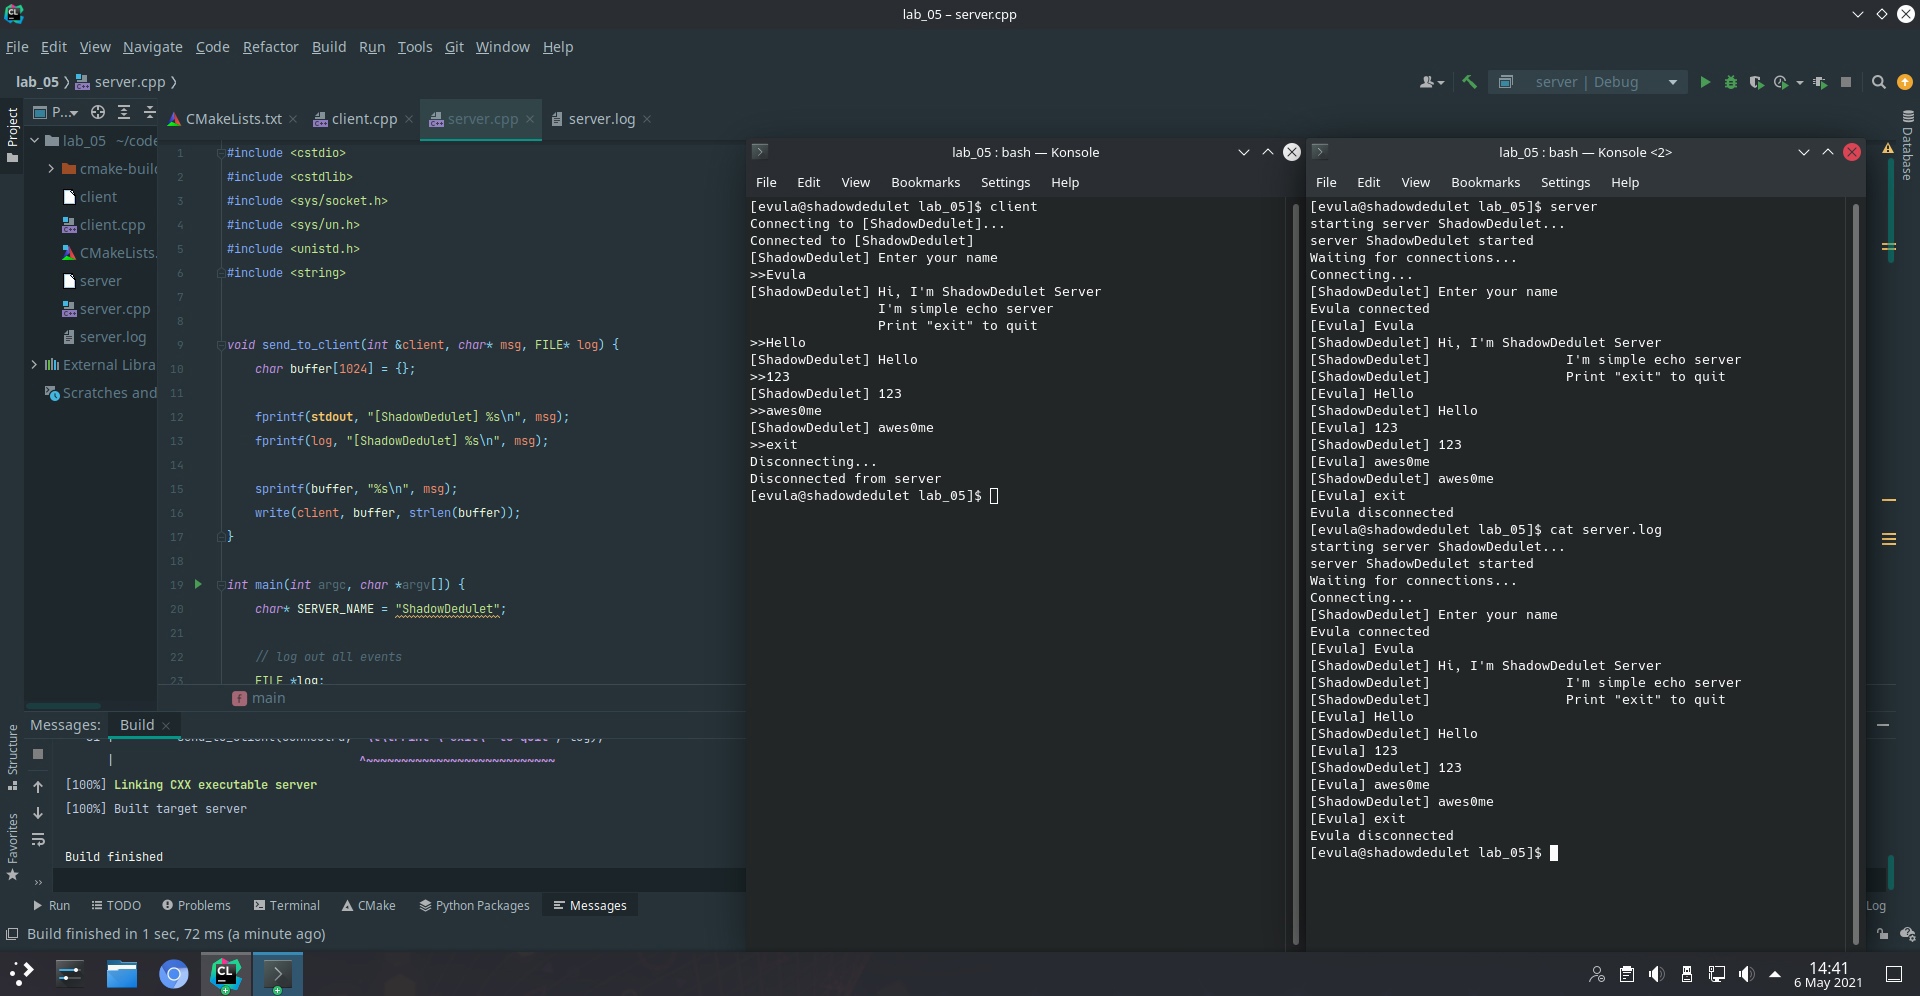 lab_05 – server.cpp
File Edit View Navigate Code Refactor Build Run Tools Git Window Help
lab_05 server.cpp
server | Debug
P...
CMakeLists.txt client.cpp server.cpp server.log
Project
lab_05 ~/code
cmake-build
client
client.cpp
CMakeLists.
server
server.cpp
server.log
External Libra
Scratches and
Structure
Favorites
Database
1 #include <cstdio>
2 #include <cstdlib>
3 #include <sys/socket.h>
4 #include <sys/un.h>
5 #include <unistd.h>
6 #include <string>
7
8
9 void send_to_client(int &client, char* msg, FILE* log) {
10 char buffer[1024] = {};
11
12 fprintf(stdout, "[ShadowDedulet] %s\n", msg);
13 fprintf(log, "[ShadowDedulet] %s\n", msg);
14
15 sprintf(buffer, "%s\n", msg);
16 write(client, buffer, strlen(buffer));
17 }
18
19 int main(int argc, char *argv[]) {
20 char* SERVER_NAME = "ShadowDedulet";
21
22 // log out all events
23 FILE *log;
f main
Messages: Build
| ^~~~~~~~~~~~~~~~~~~~~~~~~~~~
[100%] Linking CXX executable server
[100%] Built target server
Build finished
Run TODO Problems Terminal CMake Python Packages Messages
Log
Build finished in 1 sec, 72 ms (a minute ago)
lab_05 : bash — Konsole
File Edit View Bookmarks Settings Help
[evula@shadowdedulet lab_05]$ client
Connecting to [ShadowDedulet]...
Connected to [ShadowDedulet]
[ShadowDedulet] Enter your name
>>Evula
[ShadowDedulet] Hi, I'm ShadowDedulet Server
I'm simple echo server
Print "exit" to quit
>>Hello
[ShadowDedulet] Hello
>>123
[ShadowDedulet] 123
>>awes0me
[ShadowDedulet] awes0me
>>exit
Disconnecting...
Disconnected from server
[evula@shadowdedulet lab_05]$
lab_05 : bash — Konsole <2>
File Edit View Bookmarks Settings Help
[evula@shadowdedulet lab_05]$ server
starting server ShadowDedulet...
server ShadowDedulet started
Waiting for connections...
Connecting...
[ShadowDedulet] Enter your name
Evula connected
[Evula] Evula
[ShadowDedulet] Hi, I'm ShadowDedulet Server
[ShadowDedulet] I'm simple echo server
[ShadowDedulet] Print "exit" to quit
[Evula] Hello
[ShadowDedulet] Hello
[Evula] 123
[ShadowDedulet] 123
[Evula] awes0me
[ShadowDedulet] awes0me
[Evula] exit
Evula disconnected
[evula@shadowdedulet lab_05]$ cat server.log
starting server ShadowDedulet...
server ShadowDedulet started
Waiting for connections...
Connecting...
[ShadowDedulet] Enter your name
Evula connected
[Evula] Evula
[ShadowDedulet] Hi, I'm ShadowDedulet Server
[ShadowDedulet] I'm simple echo server
[ShadowDedulet] Print "exit" to quit
[Evula] Hello
[ShadowDedulet] Hello
[Evula] 123
[ShadowDedulet] 123
[Evula] awes0me
[ShadowDedulet] awes0me
[Evula] exit
Evula disconnected
[evula@shadowdedulet lab_05]$
CL
14:41
6 May 2021